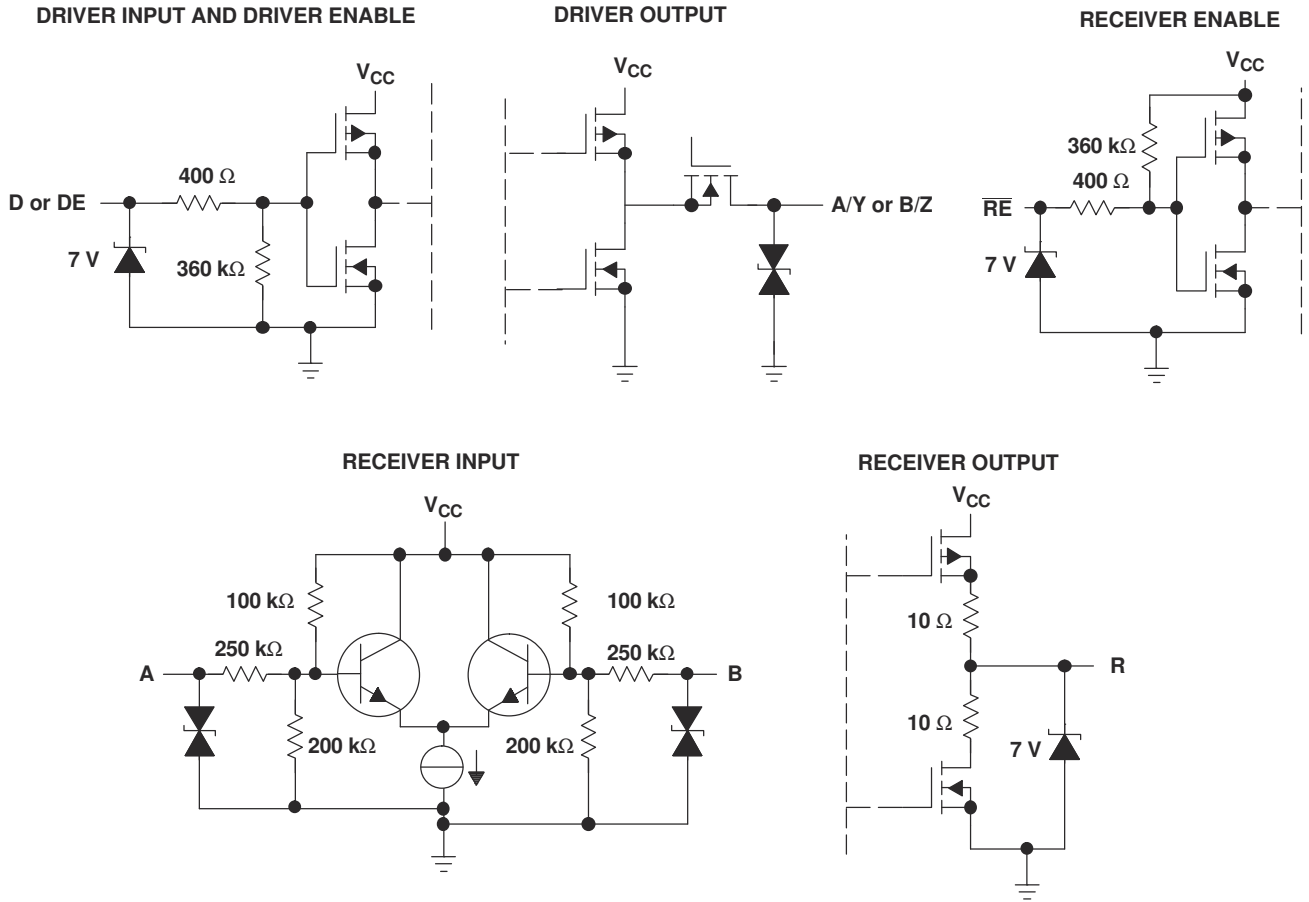 DRIVER INPUT AND DRIVER ENABLE
VCC
400 Ω
D or DE
7 V
360 kΩ
DRIVER OUTPUT
VCC
A/Y or B/Z
RECEIVER ENABLE
VCC
360 kΩ
400 Ω
R̅E̅
7 V
RECEIVER INPUT
VCC
100 kΩ
100 kΩ
250 kΩ
250 kΩ
A
B
200 kΩ
200 kΩ
RECEIVER OUTPUT
VCC
10 Ω
R
10 Ω
7 V